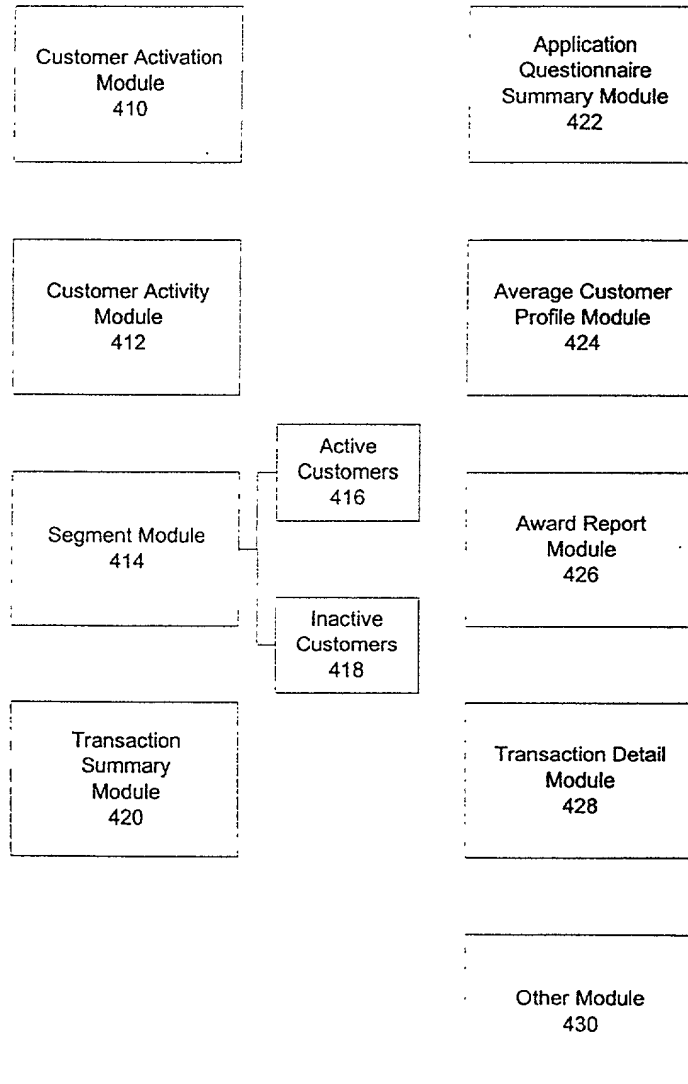 Customer Activation
Module
410
Application
Questionnaire
Summary Module
422
Customer Activity
Module
412
Average Customer
Profile Module
424
Segment Module
414
Active
Customers
416
Inactive
Customers
418
Award Report
Module
426
Transaction
Summary
Module
420
Transaction Detail
Module
428
Other Module
430